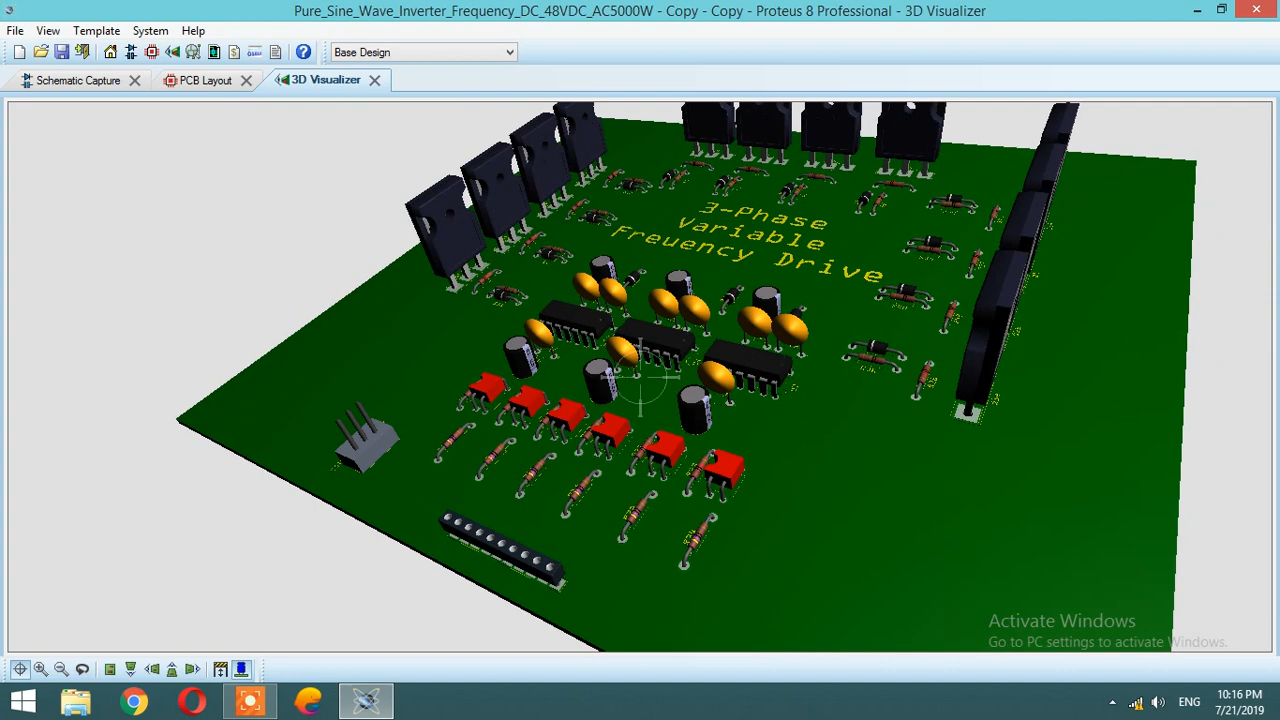 Pure_Sine_Wave_Inverter_Frequency_DC_48VDC_AC5000W - Copy - Copy - Proteus 8 Professional - 3D Visualizer
File View Template System Help
Base Design
Schematic Capture PCB Layout 3D Visualizer
3-Phase
Variable
Freuency Drive
Activate Windows
Go to PC settings to activate Windows.
ENG
10:16 PM
7/21/2019